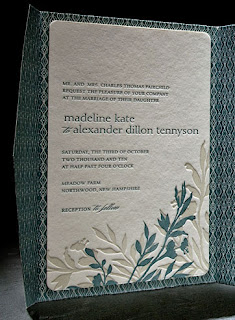 MR. AND MRS. CHARLES THOMAS FAIRCHILD
REQUEST THE PLEASURE OF YOUR COMPANY
AT THE MARRIAGE OF THEIR DAUGHTERS
madeline kate
to alexander dillon tennyson
SATURDAY, THE THIRD OF OCTOBER
TWO THOUSAND AND TEN
AT HALF PAST FOUR O'CLOCK
MEADOW FARM
NORTHWOOD, NEW HAMPSHIRE
RECEPTION to follow